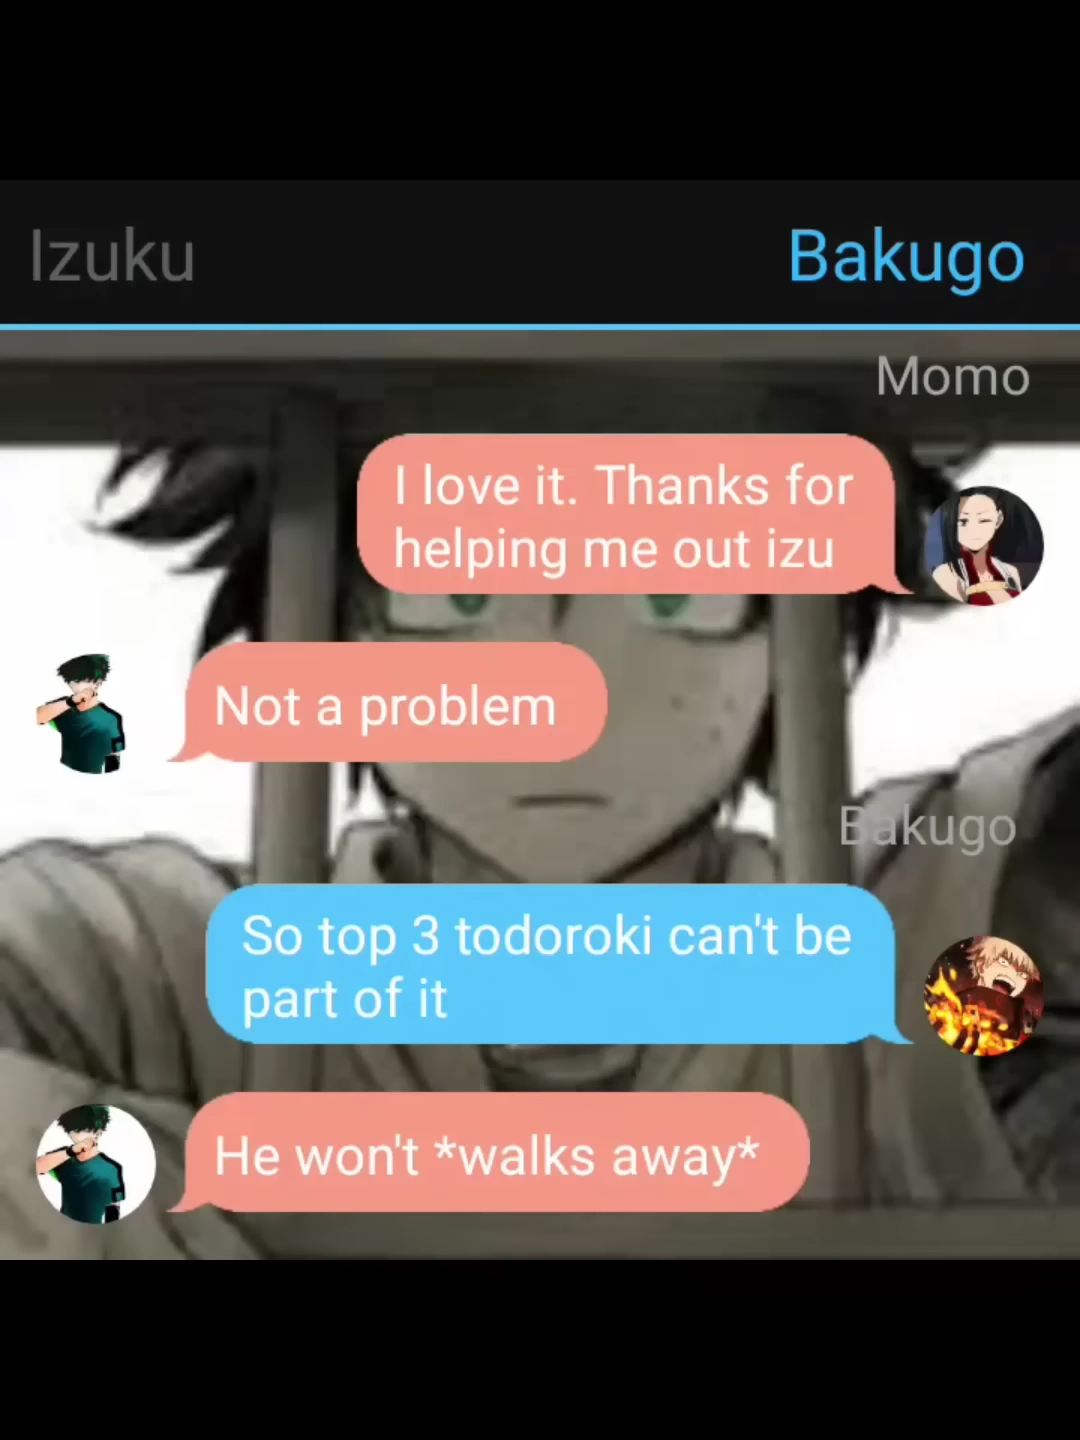 Izuku
Bakugo
Momo
I love it. Thanks for
helping me out izu
Not a problem
Bakugo
So top 3 todoroki can't be
part of it
He won't *walks away*